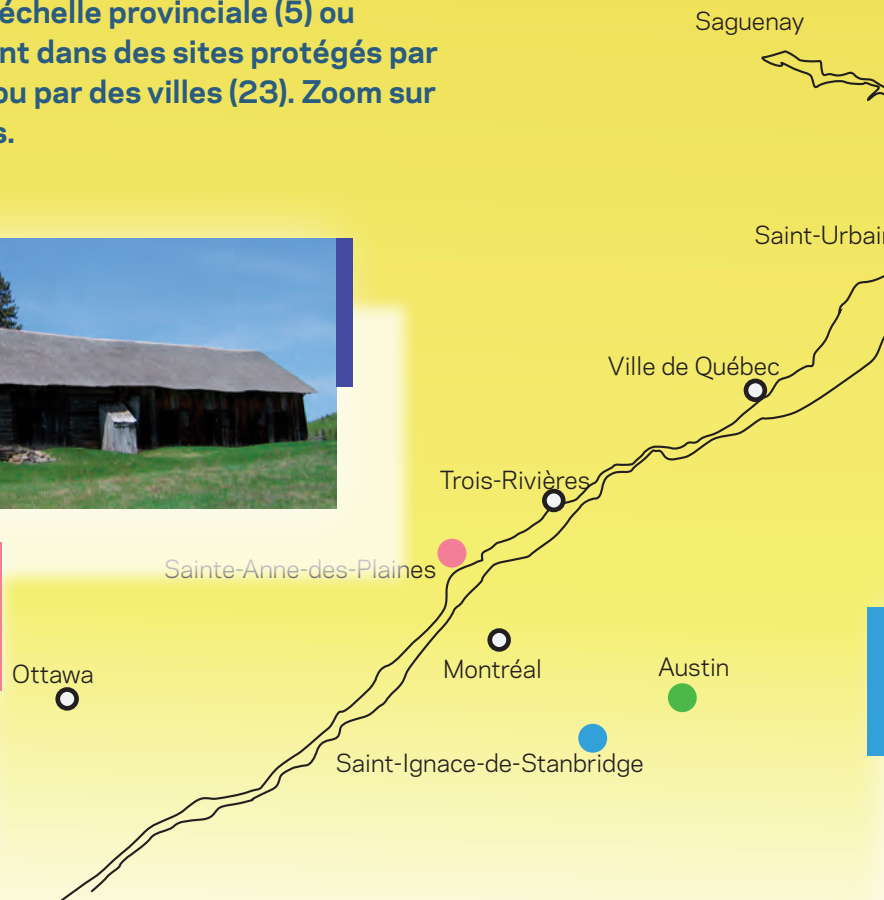 échelle provinciale (5) ou
nt dans des sites protégés par
ou par des villes (23). Zoom sur
s.
Saguenay
Saint-Urbain
Ville de Québec
Trois-Rivières
Sainte-Anne-des-Plaines
Montréal
Ottawa
Austin
Saint-Ignace-de-Stanbridge